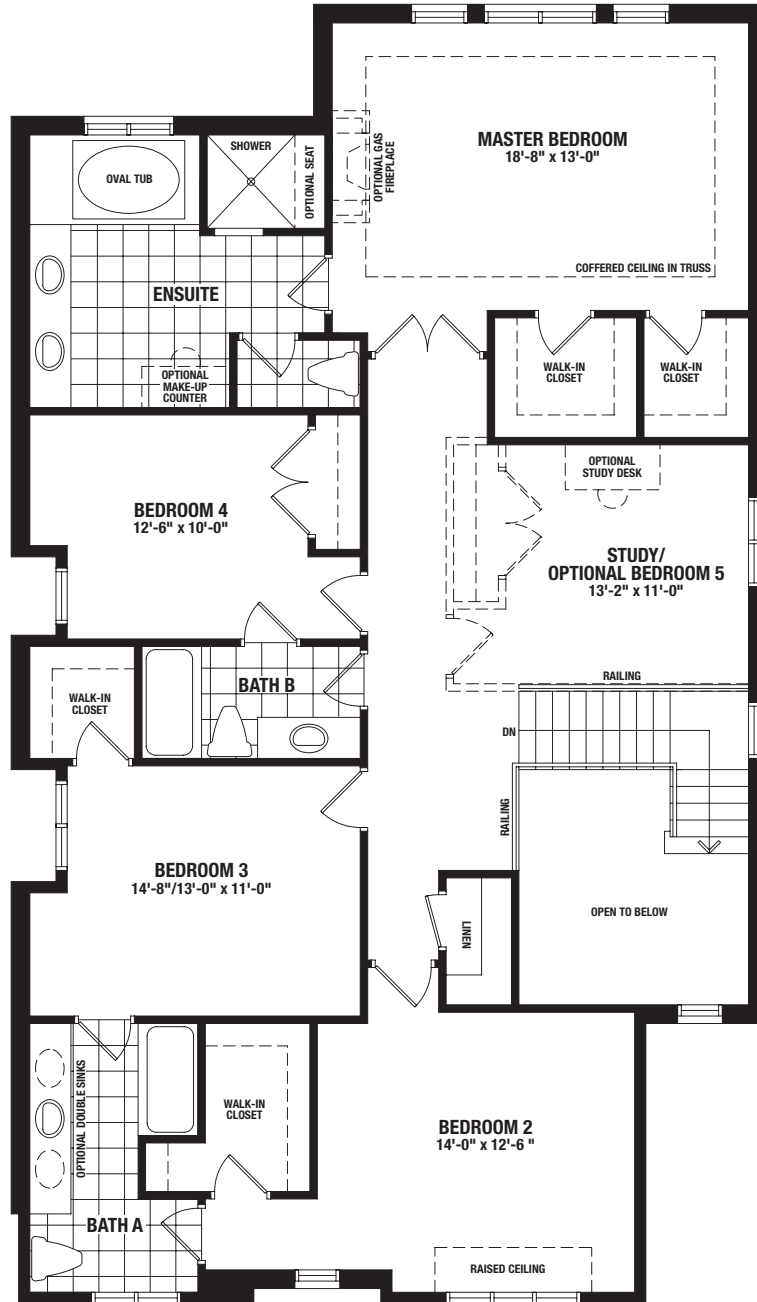 MASTER BEDROOM
18'-8" x 13'-0"
OPTIONAL GAS
FIREPLACE
COFFERED CEILING IN TRUSS
SHOWER
OPTIONAL SEAT
OVAL TUB
ENSUITE
OPTIONAL
MAKE-UP
COUNTER
WALK-IN
CLOSET
WALK-IN
CLOSET
BEDROOM 4
12'-6" x 10'-0"
OPTIONAL
STUDY DESK
STUDY/
OPTIONAL BEDROOM 5
13'-2" x 11'-0"
RAILING
BATH B
WALK-IN
CLOSET
DN
RAILING
BEDROOM 3
14'-8"/13'-0" x 11'-0"
LINEN
OPEN TO BELOW
OPTIONAL DOUBLE SINKS
WALK-IN
CLOSET
BEDROOM 2
14'-0" x 12'-6 "
BATH A
RAISED CEILING